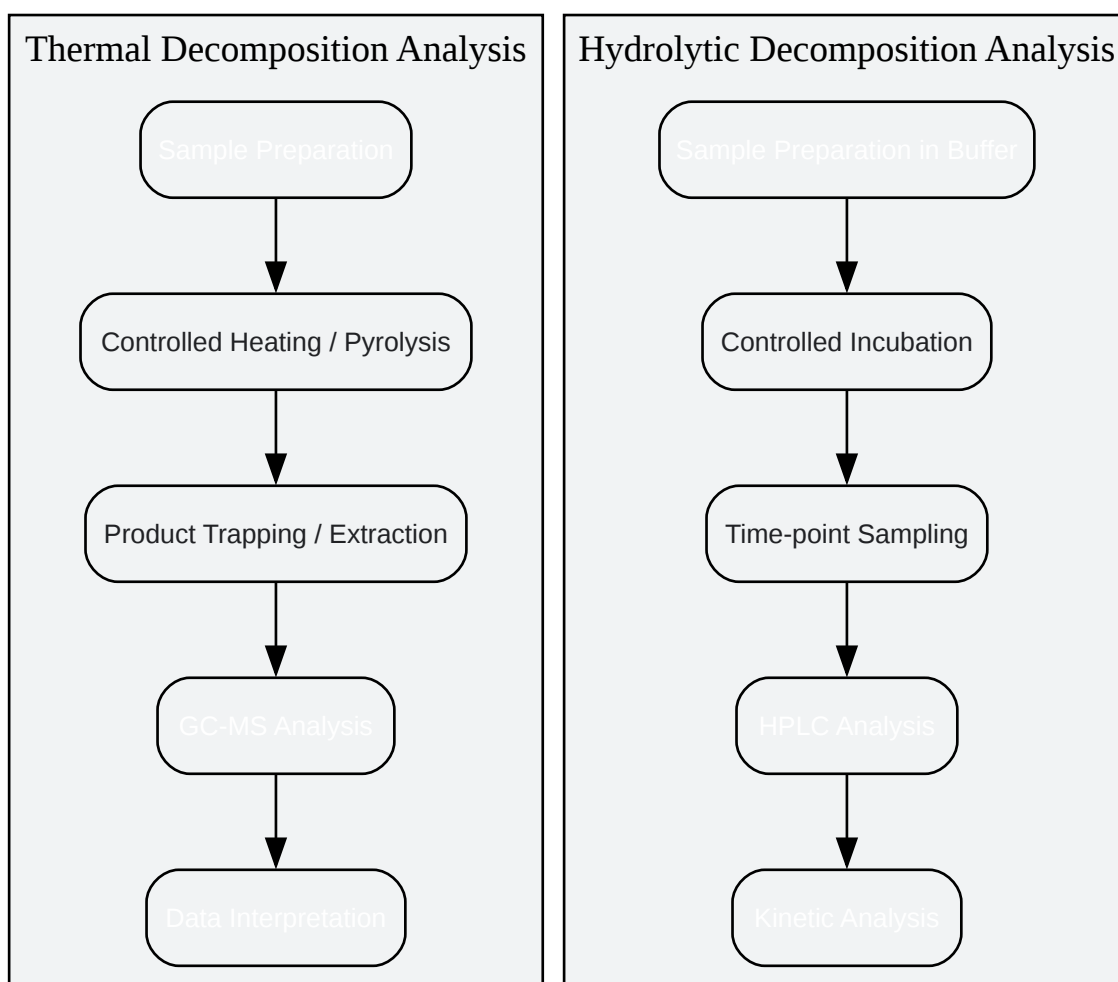 Thermal Decomposition Analysis
Sample Preparation
Controlled Heating / Pyrolysis
Product Trapping / Extraction
GC-MS Analysis
Data Interpretation
Hydrolytic Decomposition Analysis
Sample Preparation in Buffer
Controlled Incubation
Time-point Sampling
HPLC Analysis
Kinetic Analysis